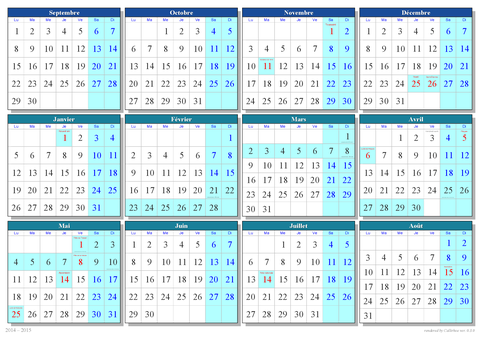 Septembre Octobre Novembre Décembre
Lu Ma Me Je Ve Sa Di Lu Ma Me Je Ve Sa Di Lu Ma Me Je Ve Sa Di Lu Ma Me Je Ve Sa Di
1 2 3 4 5 6 7 1 2 3 4 5 1 2 1 2 3 4 5 6 7
8 9 10 11 12 13 14 6 7 8 9 10 11 12 3 4 5 6 7 8 9 8 9 10 11 12 13 14
15 16 17 18 19 20 21 13 14 15 16 17 18 19 10 11 12 13 14 15 16 15 16 17 18 19 20 21
22 23 24 25 26 27 28 20 21 22 23 24 25 26 17 18 19 20 21 22 23 22 23 24 25 26 27 28
29 30 27 28 29 30 31 24 25 26 27 28 29 30 29 30 31
Janvier Février Mars Avril
Lu Ma Me Je Ve Sa Di Lu Ma Me Je Ve Sa Di Lu Ma Me Je Ve Sa Di Lu Ma Me Je Ve Sa Di
1 2 3 4 1 1 1 2 3 4 5
5 6 7 8 9 10 11 2 3 4 5 6 7 8 2 3 4 5 6 7 8 6 7 8 9 10 11 12
12 13 14 15 16 17 18 9 10 11 12 13 14 15 9 10 11 12 13 14 15 13 14 15 16 17 18 19
19 20 21 22 23 24 25 16 17 18 19 20 21 22 16 17 18 19 20 21 22 20 21 22 23 24 25 26
26 27 28 29 30 31 23 24 25 26 27 28 23 24 25 26 27 28 29 27 28 29 30
30 31
Mai Juin Juillet Août
Lu Ma Me Je Ve Sa Di Lu Ma Me Je Ve Sa Di Lu Ma Me Je Ve Sa Di Lu Ma Me Je Ve Sa Di
1 2 3 1 2 3 4 5 6 7 1 2 3 4 5 1 2
4 5 6 7 8 9 10 8 9 10 11 12 13 14 6 7 8 9 10 11 12 3 4 5 6 7 8 9
11 12 13 14 15 16 17 15 16 17 18 19 20 21 13 14 15 16 17 18 19 10 11 12 13 14 15 16
18 19 20 21 22 23 24 22 23 24 25 26 27 28 20 21 22 23 24 25 26 17 18 19 20 21 22 23
25 26 27 28 29 30 31 29 30 27 28 29 30 31 24 25 26 27 28 29 30
31
2014 - 2015